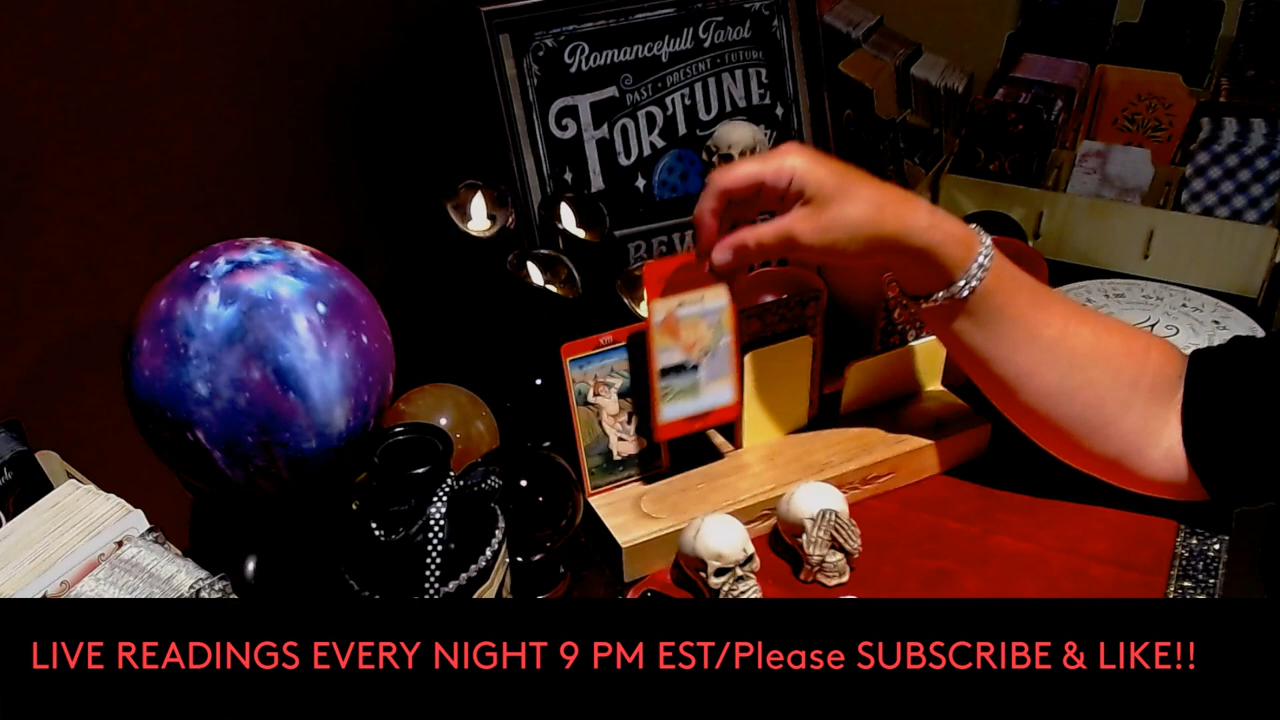 Romancefull Tarot
PAST • PRESENT • FUTURE
FORTUNE
XIII
LIVE READINGS EVERY NIGHT 9 PM EST/Please SUBSCRIBE & LIKE!!